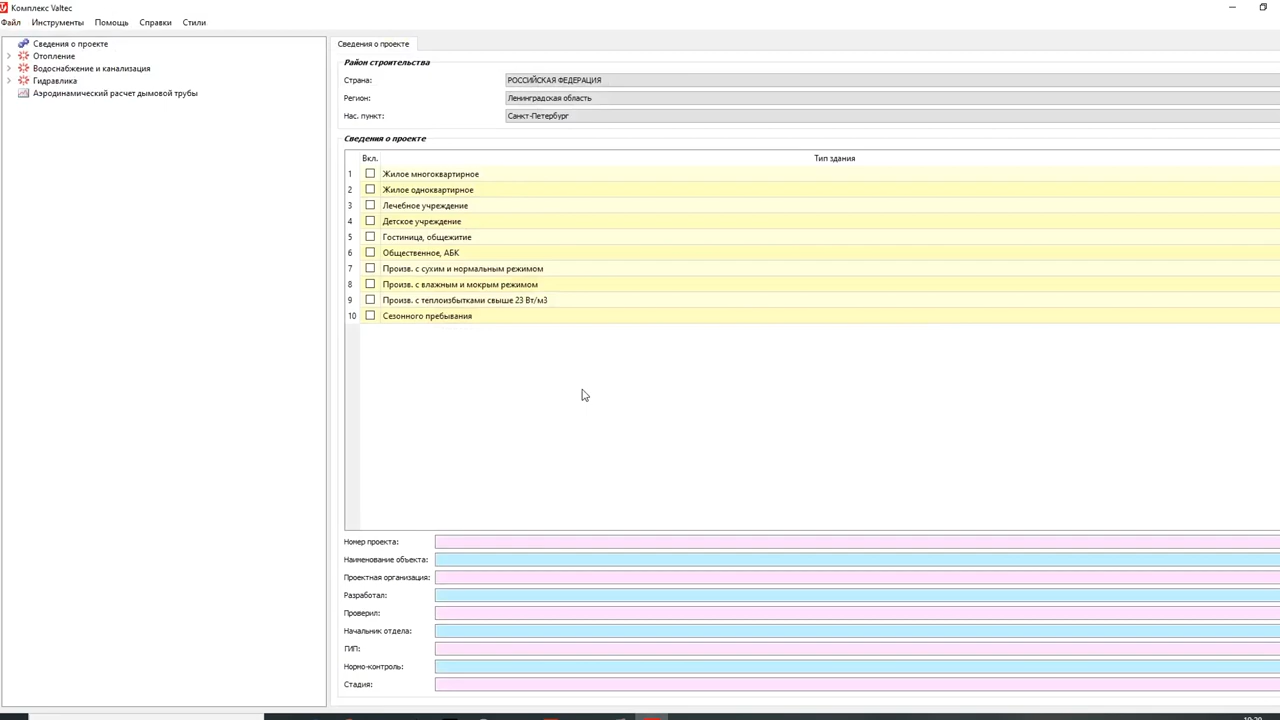 Комплекс Valtec
Файл Инструменты Помощь Справки Стили
Сведения о проекте
Отопление
Водоснабжение и канализация
Гидравлика
Аэродинамический расчет дымовой трубы
Сведения о проекте
Район строительства
Страна: РОССИЙСКАЯ ФЕДЕРАЦИЯ
Регион: Ленинградская область
Нас. пункт: Санкт-Петербург
Сведения о проекте
Вкл. Тип здания
1 Жилое многоквартирное
2 Жилое одноквартирное
3 Лечебное учреждение
4 Детское учреждение
5 Гостиница, общежитие
6 Общественное, АБК
7 Произв. с сухим и нормальным режимом
8 Произв. с влажным и мокрым режимом
9 Произв. с теплоизбытками свыше 23 Вт/м3
10 Сезонного пребывания
Номер проекта:
Наименование объекта:
Проектная организация:
Разработал:
Проверил:
Начальник отдела:
ГИП:
Нормо-контроль:
Стадия: